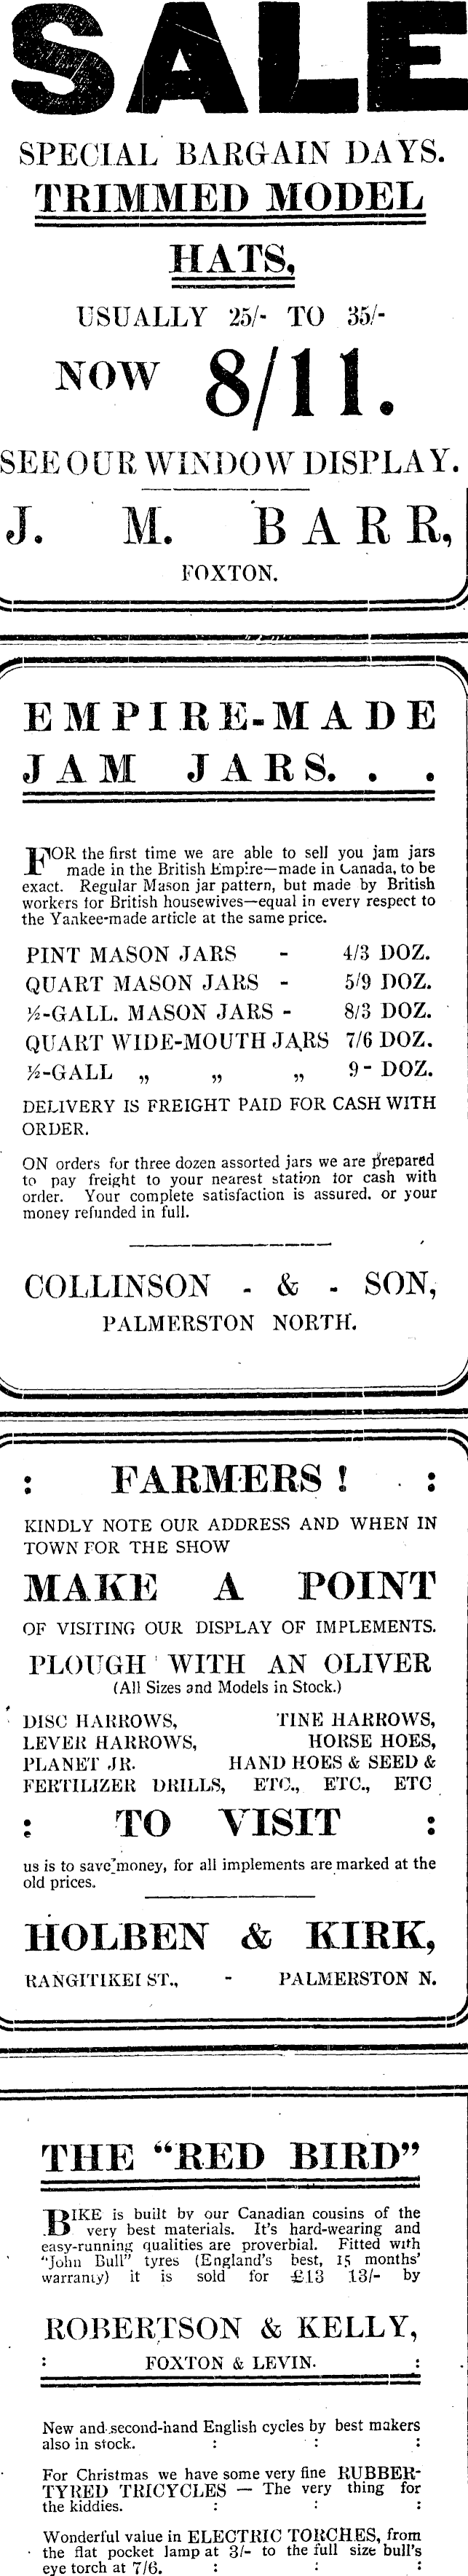 SALE
SPECIAL BARGAIN DAYS.
TRIMMED MODEL
HATS,
USUALLY 25/- TO 35/-
NOW 8/11.
SEE OUR WINDOW DISPLAY.
J. M. BARR,
FOXTON.
EMPIRE-MADE
JAM JARS. . .
FOR the first time we are able to sell you jam jars
made in the British Empire—made in Canada, to be
exact. Regular Mason jar pattern, but made by British
workers for British housewives—equal in every respect to
the Yankee-made article at the same price.
PINT MASON JARS - 4/3 DOZ.
QUART MASON JARS - 5/9 DOZ.
½-GALL. MASON JARS - 8/3 DOZ.
QUART WIDE-MOUTH JARS 7/6 DOZ.
½-GALL „ „ „ 9- DOZ.
DELIVERY IS FREIGHT PAID FOR CASH WITH
ORDER.
ON orders for three dozen assorted jars we are prepared
to pay freight to your nearest station for cash with
order. Your complete satisfaction is assured. or your
money refunded in full.
COLLINSON - & - SON,
PALMERSTON NORTH.
: FARMERS ! :
KINDLY NOTE OUR ADDRESS AND WHEN IN
TOWN FOR THE SHOW
MAKE A POINT
OF VISITING OUR DISPLAY OF IMPLEMENTS.
PLOUGH WITH AN OLIVER
(All Sizes and Models in Stock.)
DISC HARROWS, TINE HARROWS,
LEVER HARROWS, HORSE HOES,
PLANET JR. HAND HOES & SEED &
FERTILIZER DRILLS, ETC., ETC., ETC
: TO VISIT :
us is to save money, for all implements are marked at the
old prices.
HOLBEN & KIRK,
RANGITIKEI ST., - PALMERSTON N.
THE "RED BIRD"
BIKE is built by our Canadian cousins of the
very best materials. It's hard-wearing and
easy-running qualities are proverbial. Fitted with
"John Bull" tyres (England's best, 15 months'
warranty) it is sold for £13 13/- by
ROBERTSON & KELLY,
: FOXTON & LEVIN. :
New and second-hand English cycles by best makers
also in stock. : : :
For Christmas we have some very fine RUBBER-
TYRED TRICYCLES — The very thing for
the kiddies. : : :
Wonderful value in ELECTRIC TORCHES, from
the flat pocket lamp at 3/- to the full size bull's
eye torch at 7/6. : : :